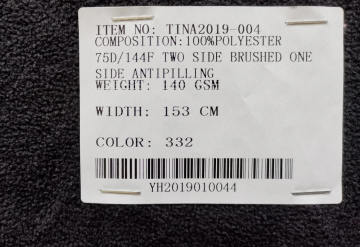 ITEM NO: TINA2019-004
COMPOSITION:100%POLYESTER
75D/144F TWO SIDE BRUSHED ONE
SIDE ANTIPILLING
WEIGHT: 140 GSM
WIDTH: 153 CM
COLOR: 332
YH2019010044